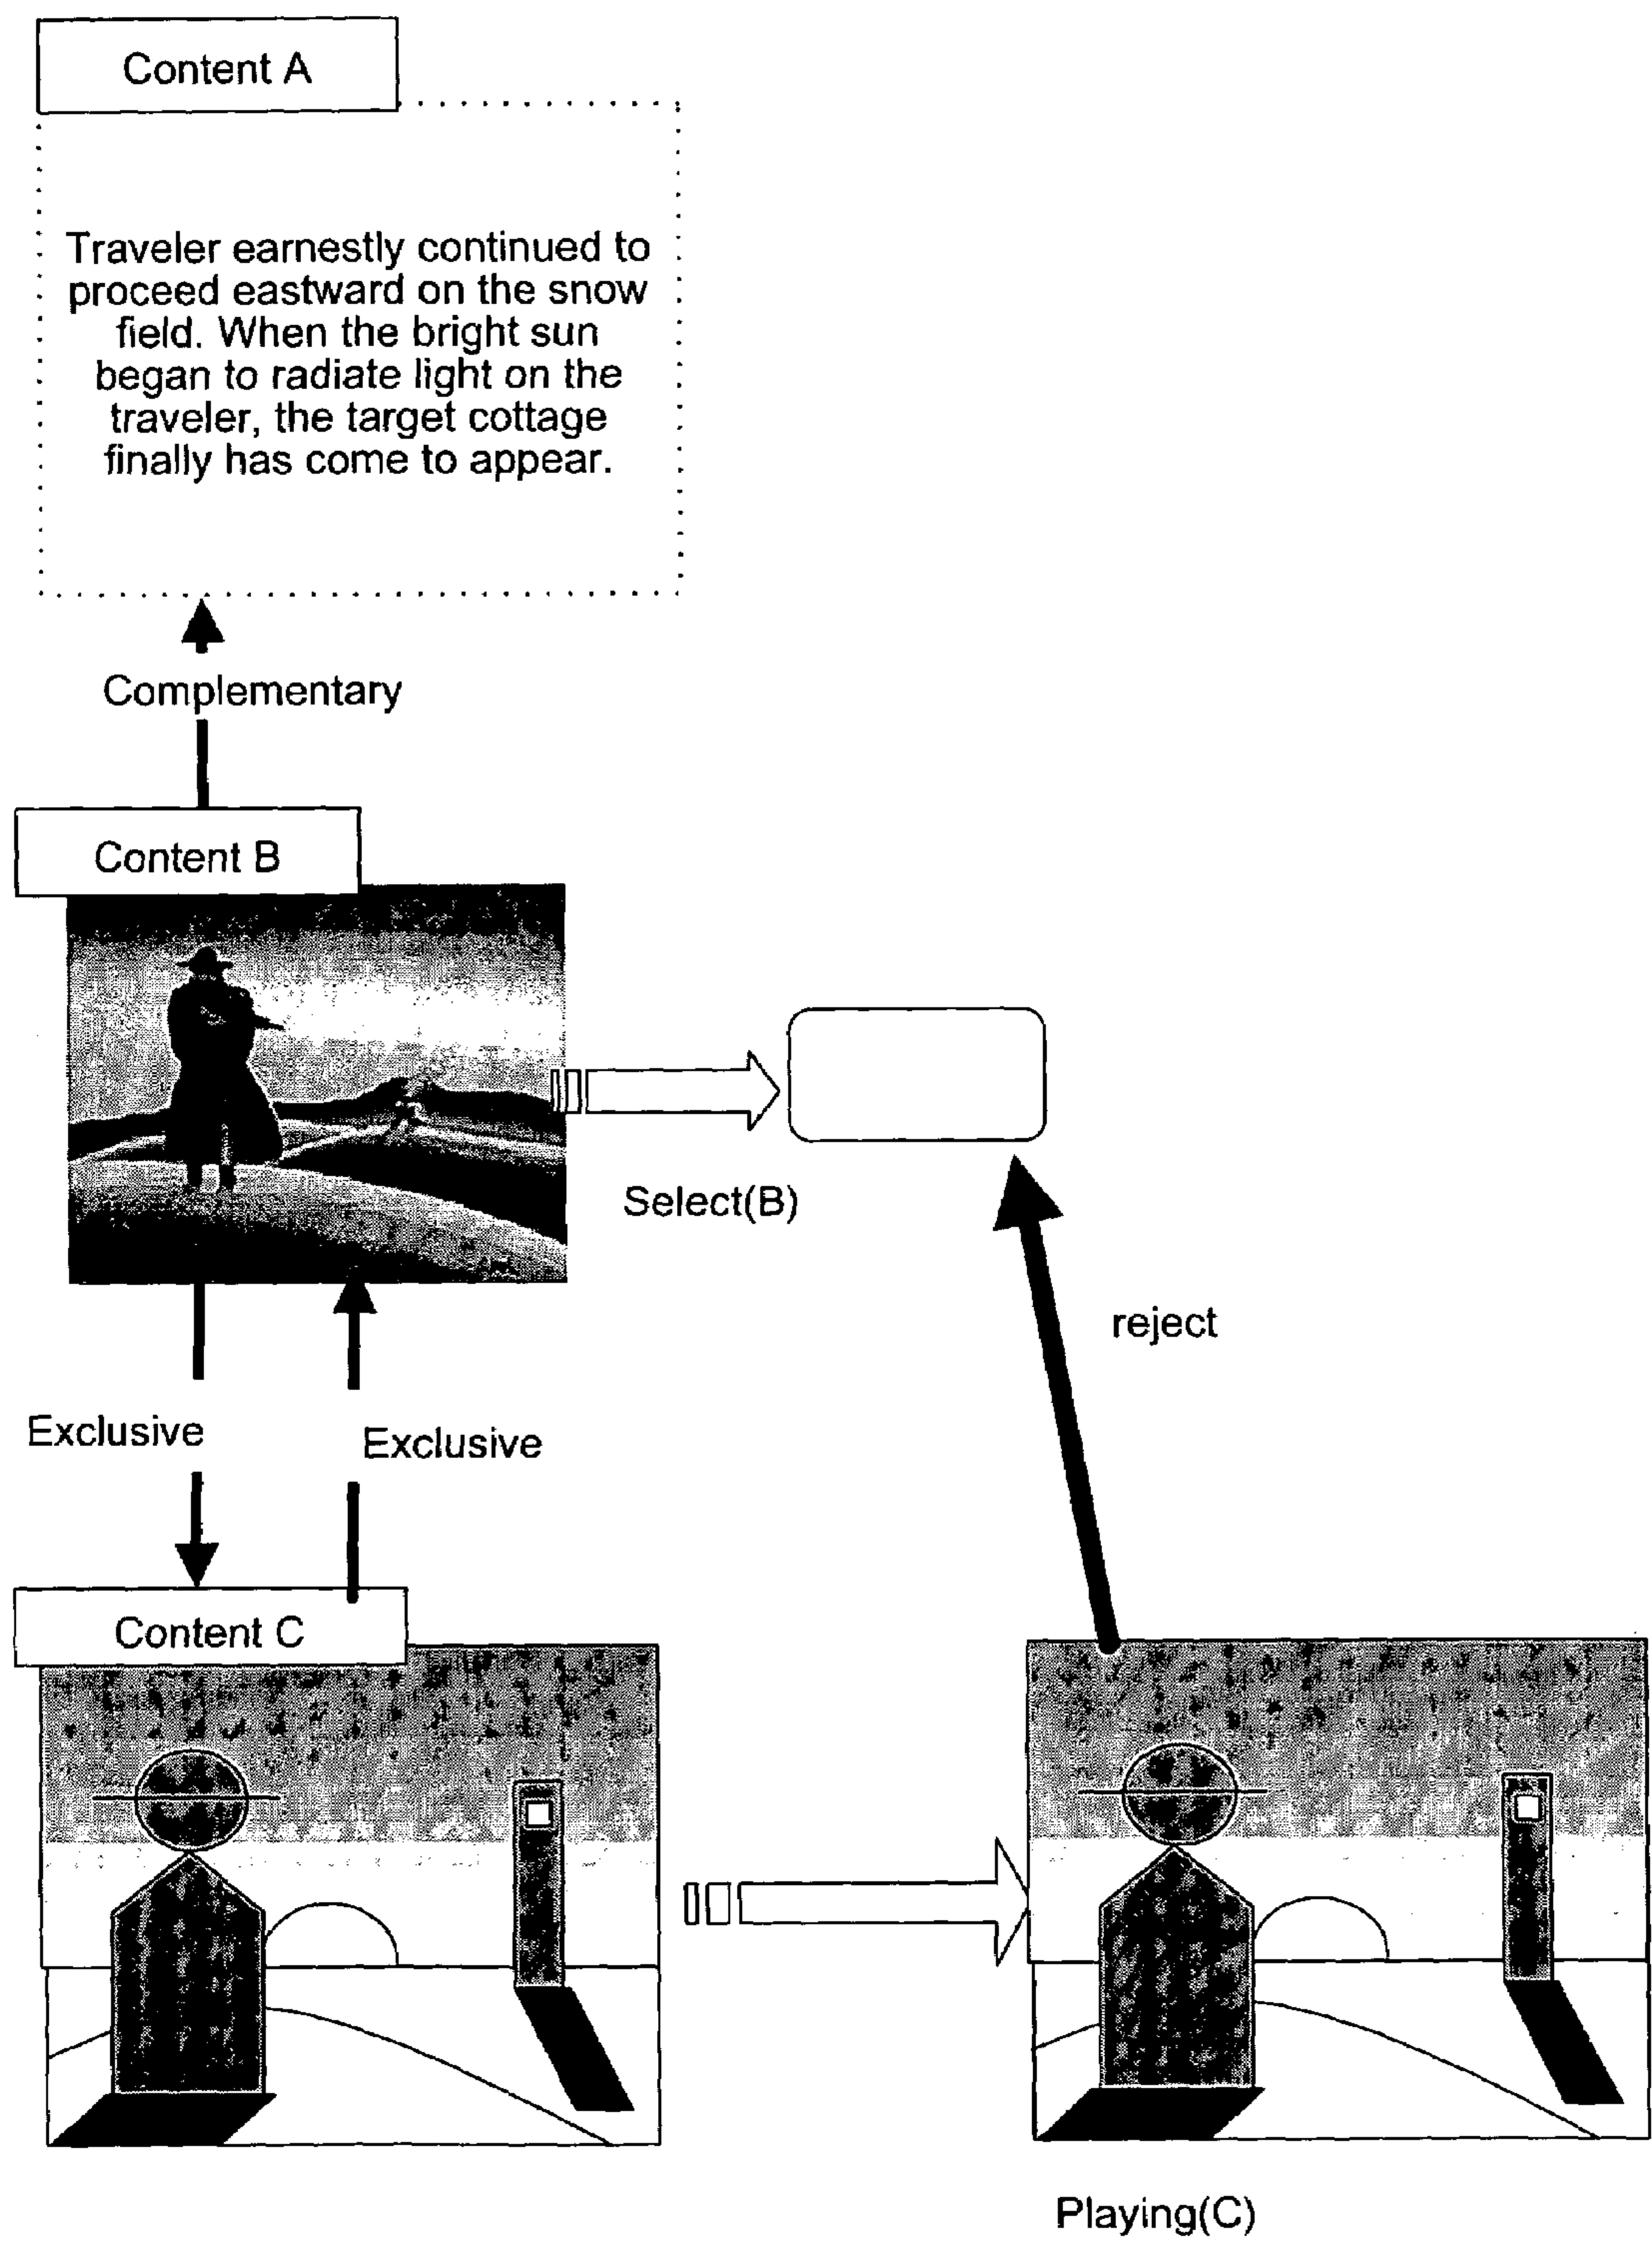 Content A
Traveler earnestly continued to
proceed eastward on the snow
field. When the bright sun
began to radiate light on the
traveler, the target cottage
finally has come to appear.
Complementary
Content B
Select(B)
reject
Exclusive
Exclusive
Content C
Playing(C)